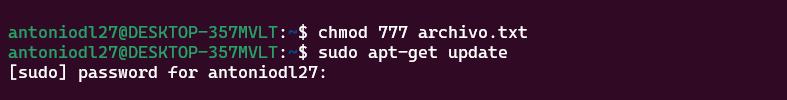 antoniodl27@DESKTOP-357MVLT:~$ chmod 777 archivo.txt
antoniodl27@DESKTOP-357MVLT:~$ sudo apt-get update
[sudo] password for antoniodl27: